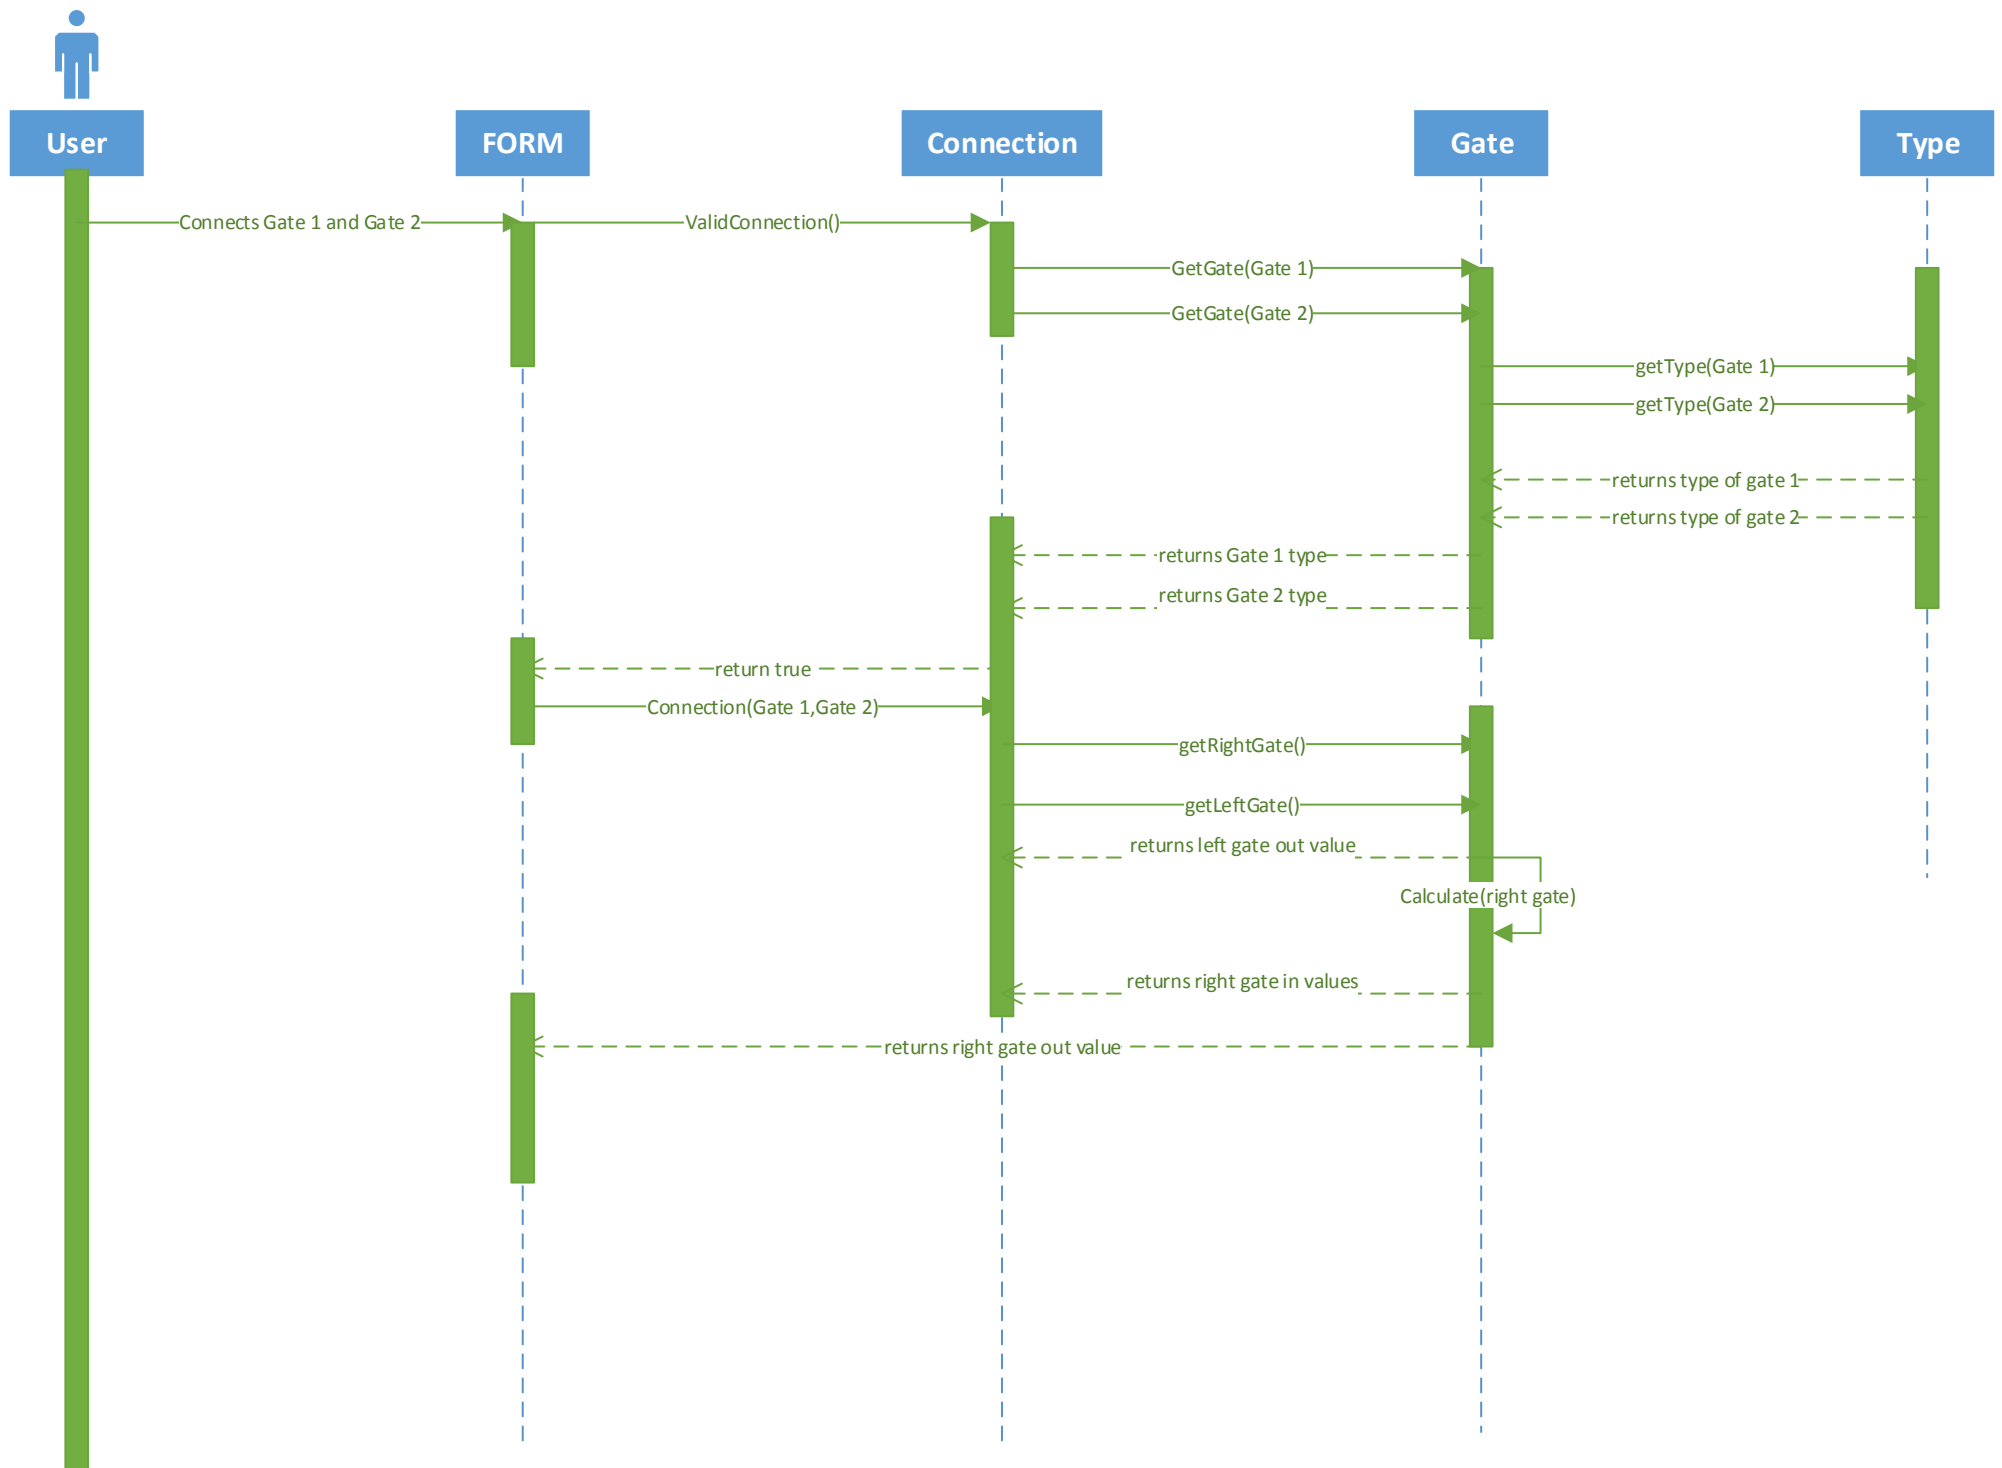 User
FORM
Connection
Gate
Type
Connects Gate 1 and Gate 2
ValidConnection()
GetGate(Gate 1)
GetGate(Gate 2)
getType(Gate 1)
getType(Gate 2)
returns type of gate 1
returns type of gate 2
returns Gate 1 type
returns Gate 2 type
return true
Connection(Gate 1,Gate 2)
getRightGate()
getLeftGate()
returns left gate out value
Calculate(right gate)
returns right gate in values
returns right gate out value